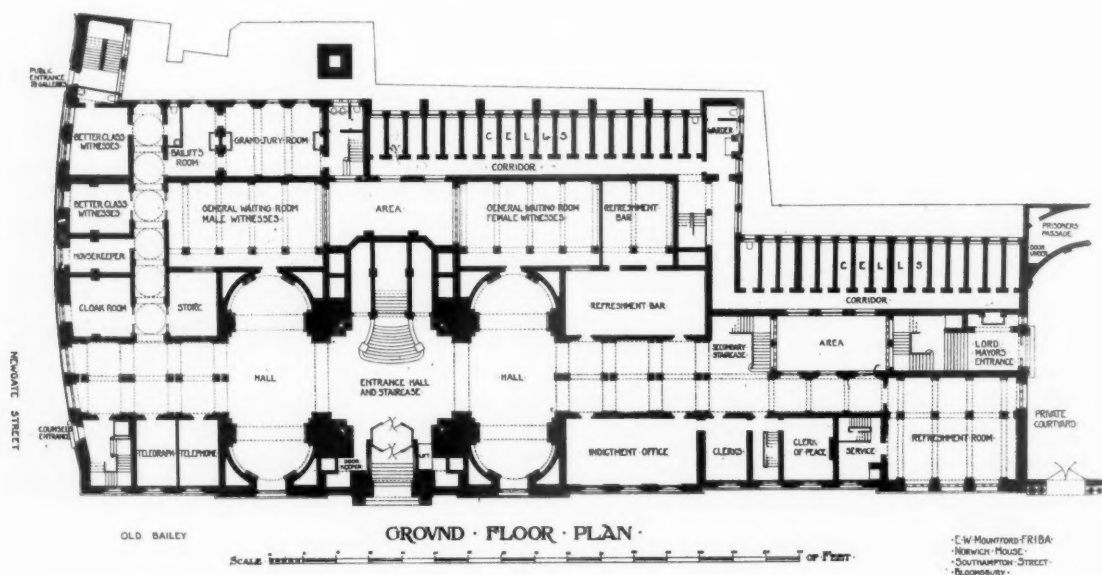 PUBLIC
ENTRANCE
TO GALLERIES
BETTER CLASS
WITNESSES
BAILIFF'S
ROOM
GRAND JURY ROOM
CELLS
WARDER
CORRIDOR
BETTER CLASS
WITNESSES
GENERAL WAITING ROOM
MALE WITNESSES
AREA
GENERAL WAITING ROOM
FEMALE WITNESSES
REFRESHMENT
BAR
PRISONERS
PASSAGE
DOOR
UNDER
HOUSEKEEPER
CELLS
CLOAK ROOM
STORE
REFRESHMENT BAR
CORRIDOR
NEWGATE STREET
HALL
ENTRANCE HALL
AND STAIRCASE
HALL
SECONDARY
STAIRCASE
AREA
LORD
MAYORS
ENTRANCE
PRIVATE
COURTYARD
COUNSELS
ENTRANCE
TELEGRAPH
TELEPHONE
DOOR
KEEPER
LIFT
INDICTMENT OFFICE
CLERKS
CLERK
OF PEACE
SERVICE
REFRESHMENT ROOM
OLD BAILEY
GROVND · FLOOR · PLAN ·
SCALE
OF FEET
· E · W · MOUNTFORD · FRIBA ·
· NORWICH · HOUSE ·
· SOUTHAMPTON · STREET ·
· BLOOMSBURY ·